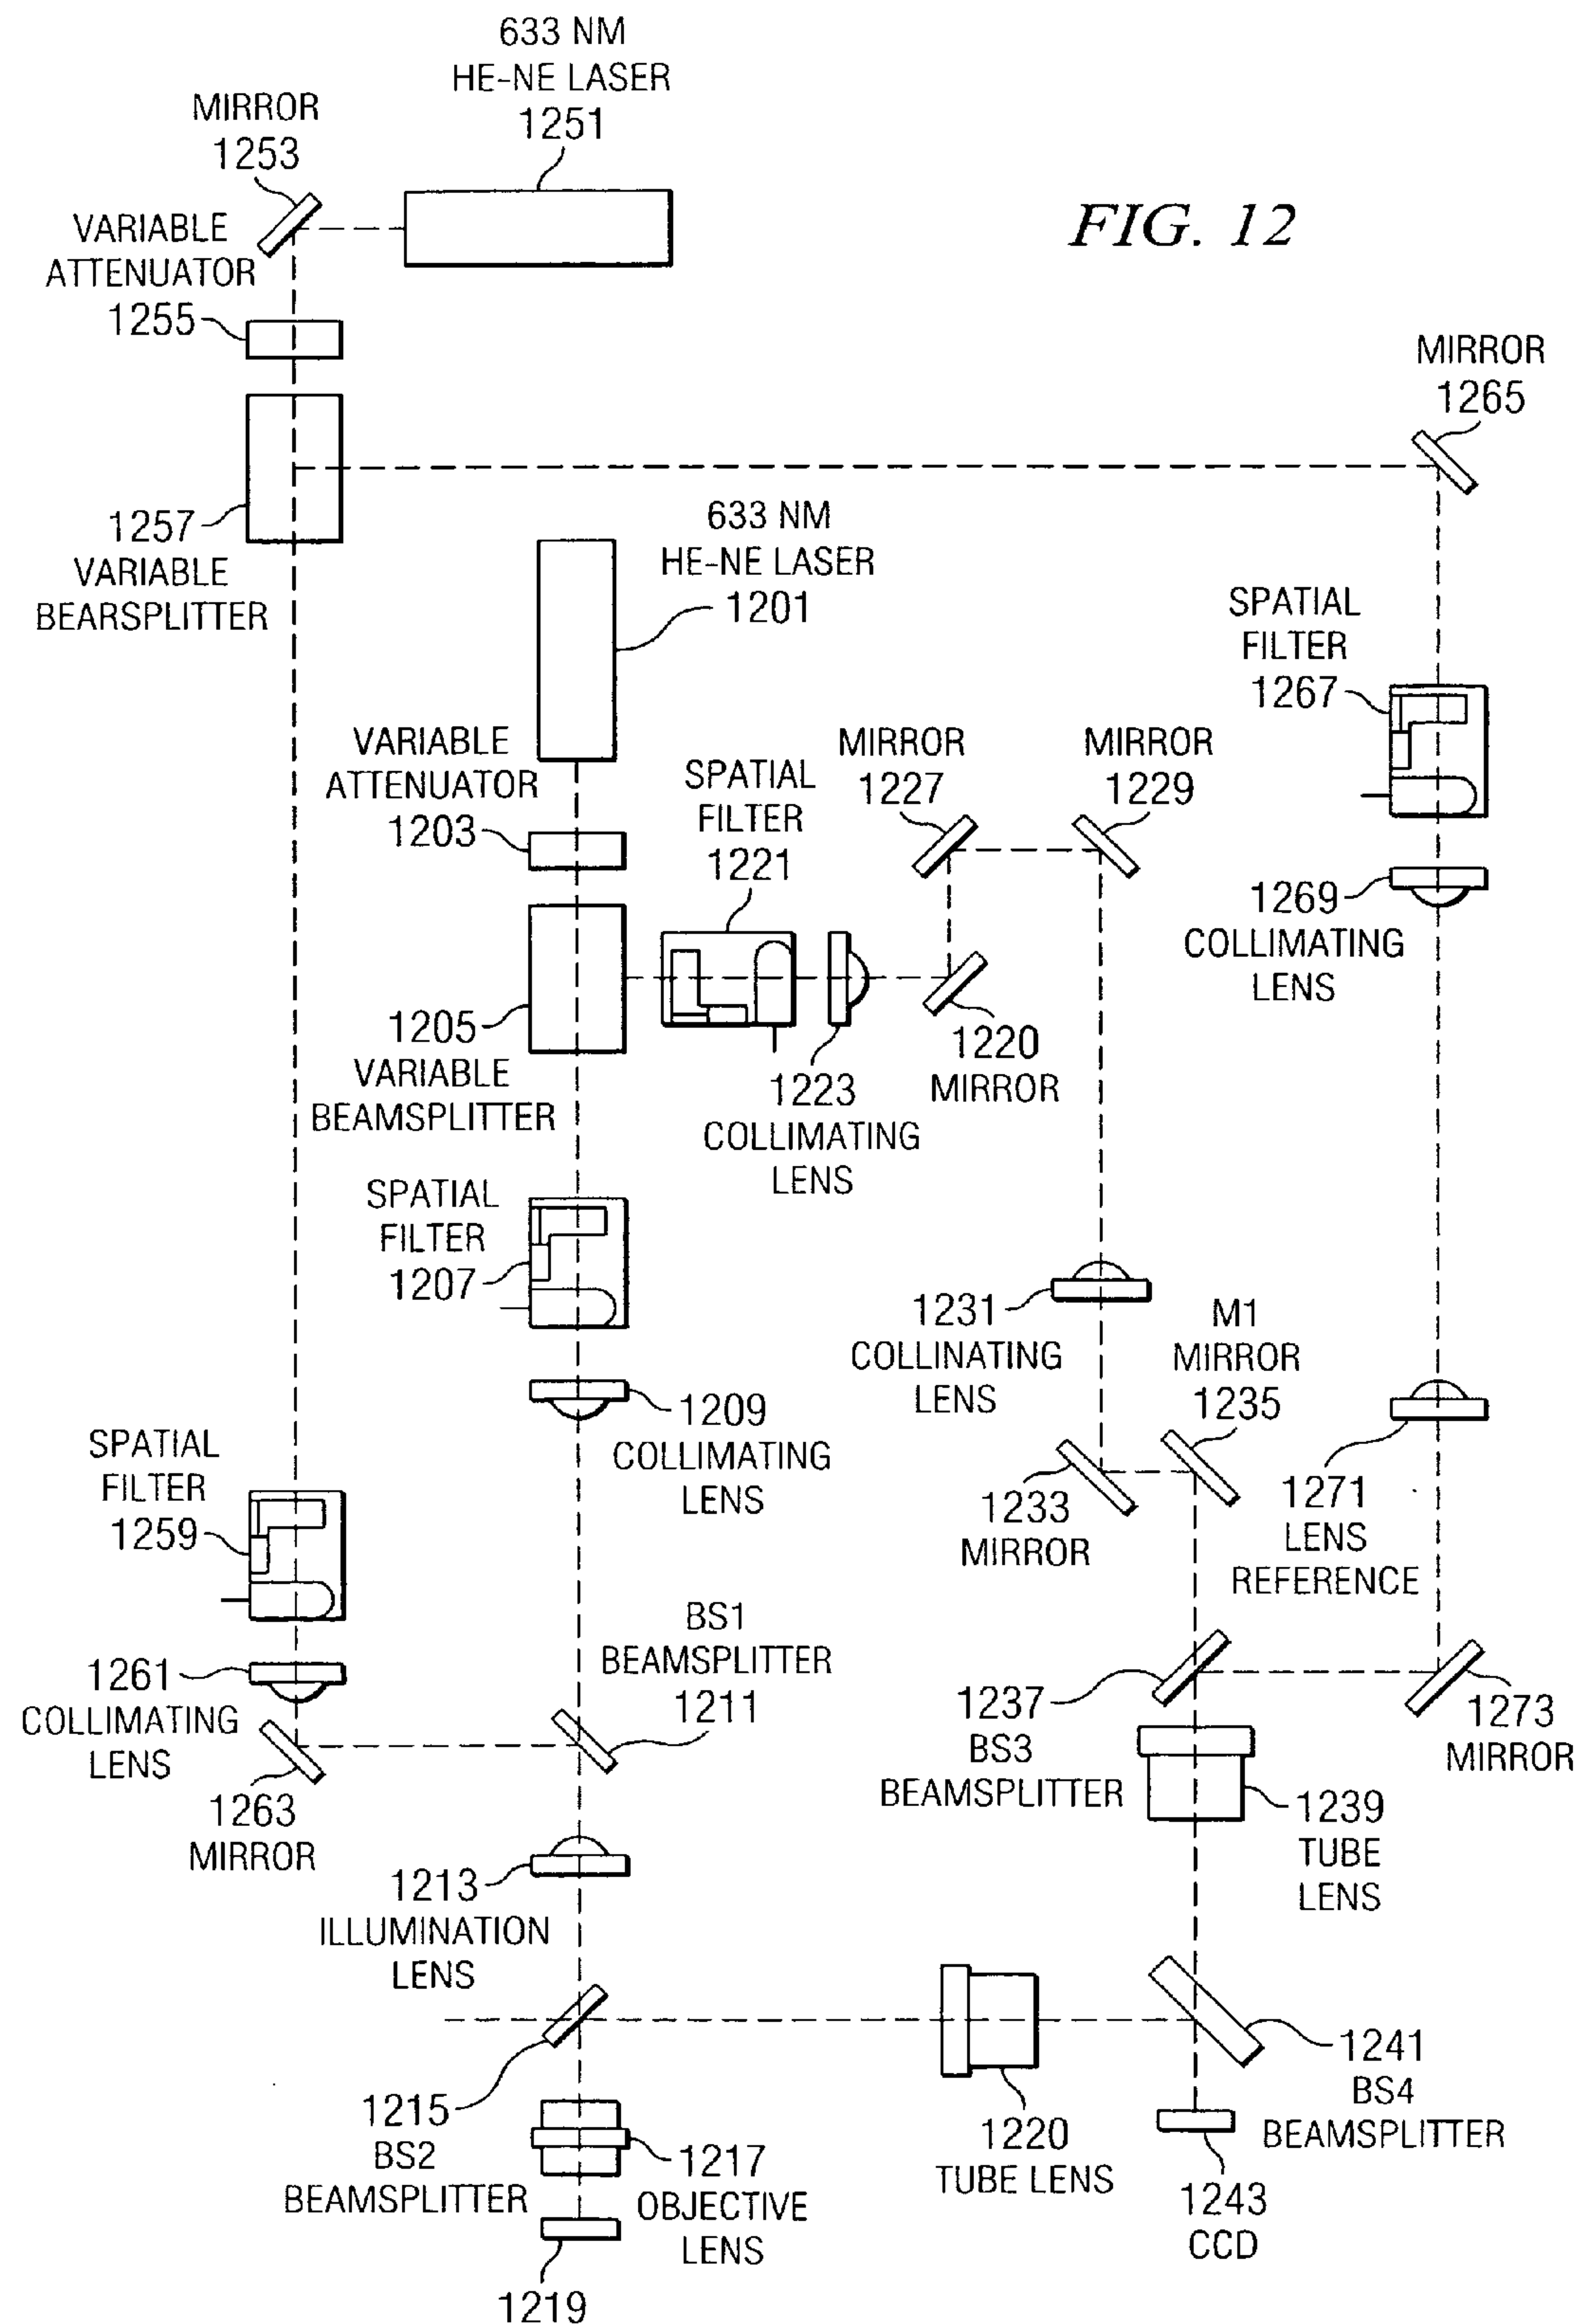 633 NM
HE-NE LASER
1251
MIRROR
1253
FIG. 12
VARIABLE
ATTENUATOR
1255
MIRROR
1265
1257
VARIABLE
BEARSPLITTER
633 NM
HE-NE LASER
1201
SPATIAL
FILTER
1267
VARIABLE
ATTENUATOR
1203
SPATIAL
FILTER
1221
MIRROR
1227
MIRROR
1229
1269
COLLIMATING
LENS
1205
VARIABLE
BEAMSPLITTER
1223
COLLIMATING
LENS
1220
MIRROR
SPATIAL
FILTER
1207
1231
COLLINATING
LENS
M1
MIRROR
1235
1209
COLLIMATING
LENS
SPATIAL
FILTER
1259
1233
MIRROR
1271
LENS
REFERENCE
BS1
BEAMSPLITTER
1211
1261
COLLIMATING
LENS
1237
BS3
BEAMSPLITTER
1273
MIRROR
1263
MIRROR
1239
TUBE
LENS
1213
ILLUMINATION
LENS
1241
BS4
BEAMSPLITTER
1215
BS2
BEAMSPLITTER
1217
OBJECTIVE
LENS
1220
TUBE LENS
1243
CCD
1219